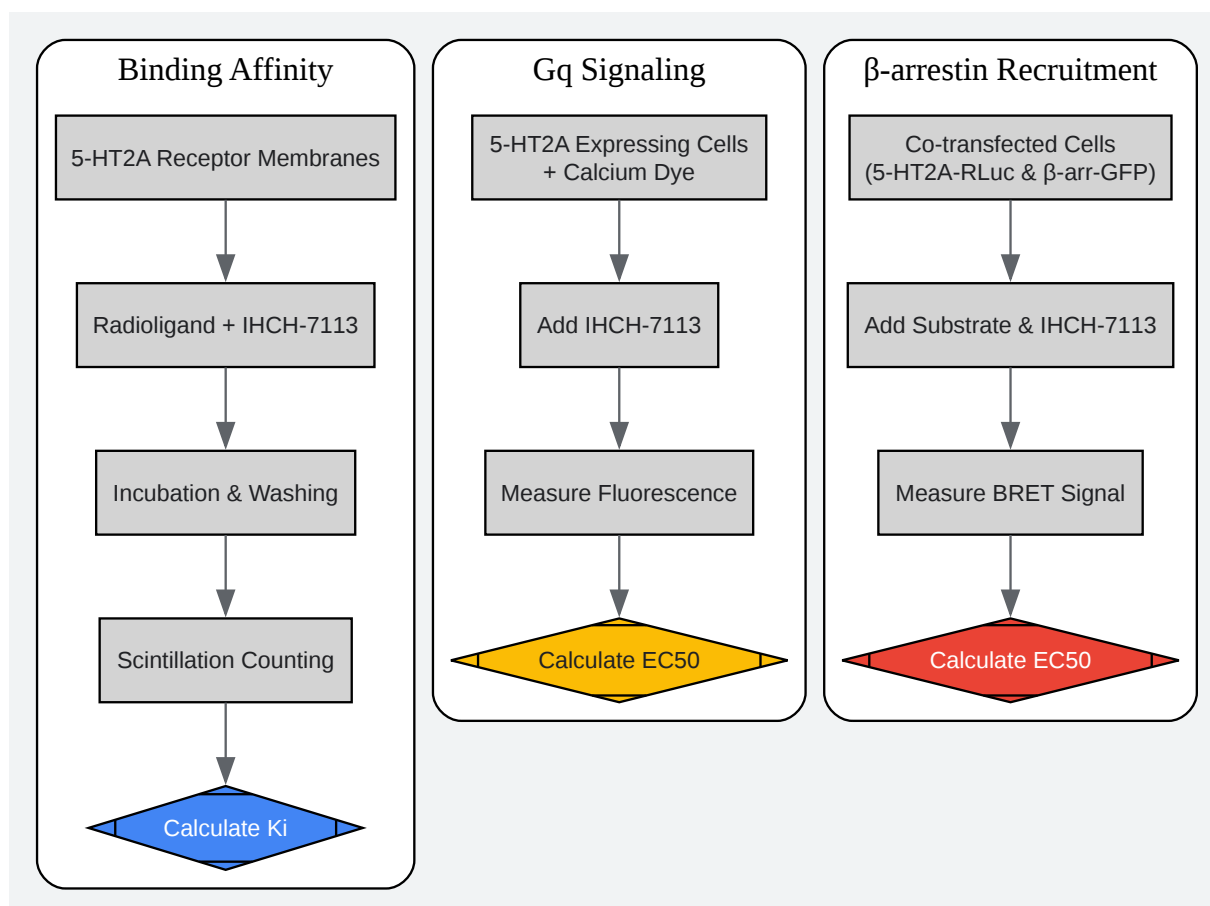 Binding Affinity
5-HT2A Receptor Membranes
Radioligand + IHCH-7113
Incubation & Washing
Scintillation Counting
Calculate Ki
Gq Signaling
5-HT2A Expressing Cells
+ Calcium Dye
Add IHCH-7113
Measure Fluorescence
Calculate EC50
β-arrestin Recruitment
Co-transfected Cells
(5-HT2A-RLuc & β-arr-GFP)
Add Substrate & IHCH-7113
Measure BRET Signal
Calculate EC50